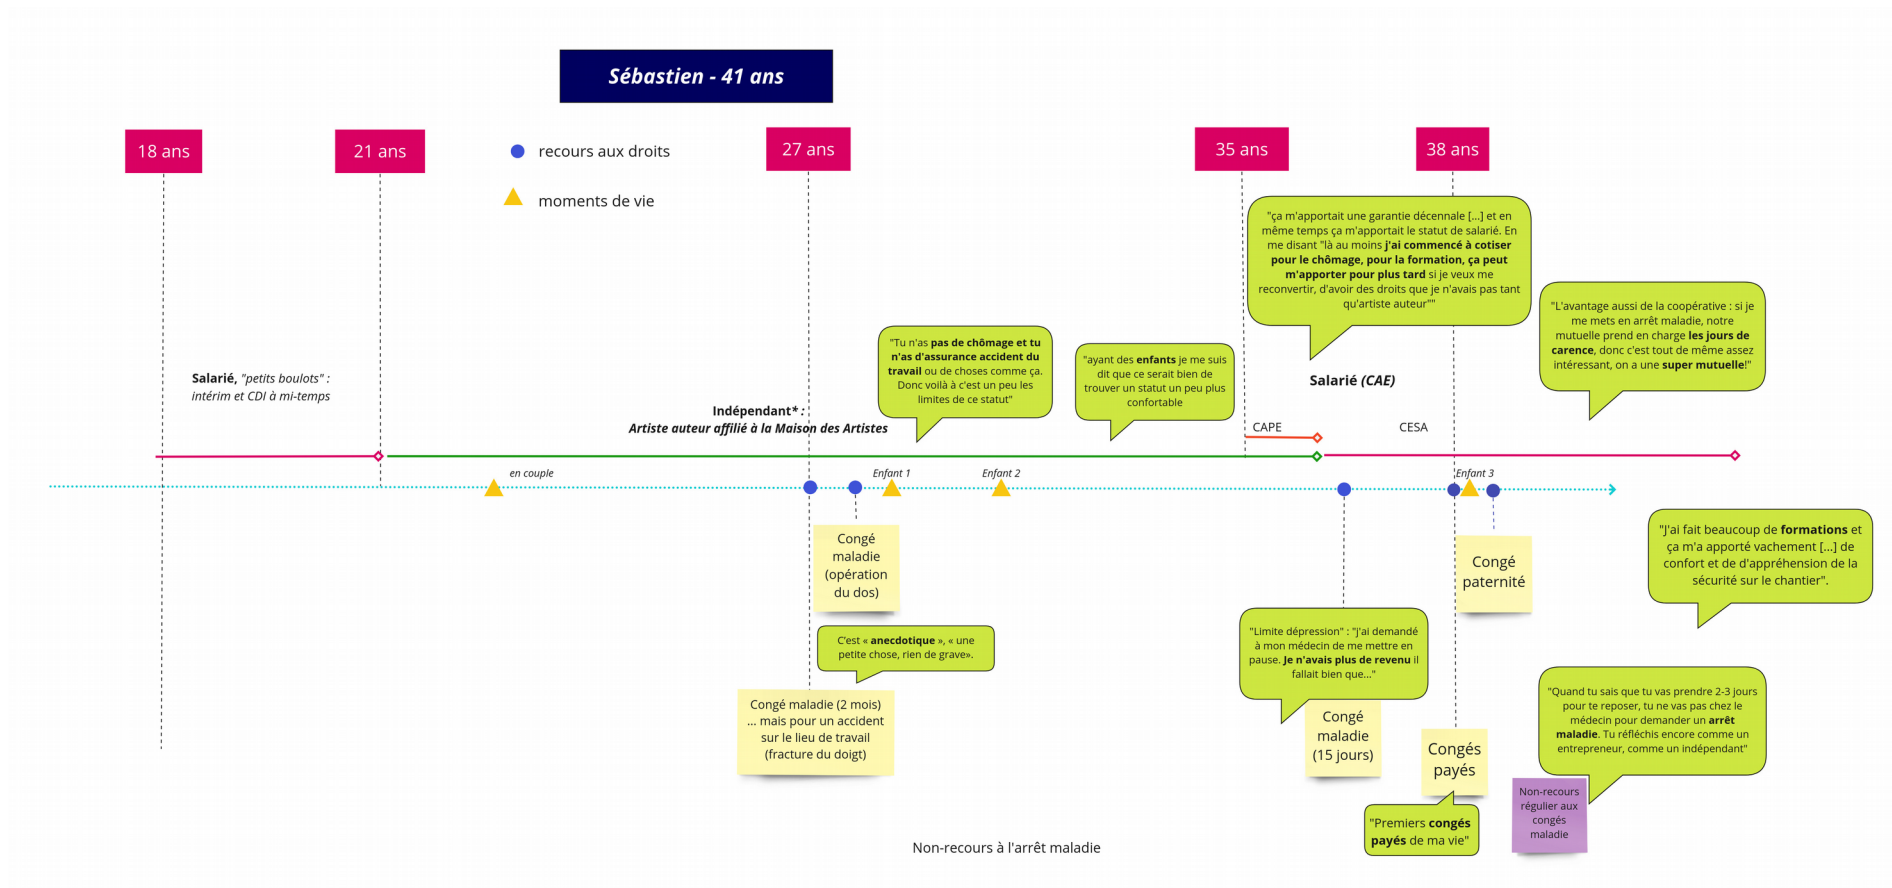 Sébastien - 41 ans
18 ans
21 ans
27 ans
35 ans
38 ans
recours aux droits
moments de vie
"ça m'apportait une garantie décennale [...] et en
même temps ça m'apportait le statut de salarié. En
me disant "là au moins j'ai commencé à cotiser
pour le chômage, pour la formation, ça peut
m'apporter pour plus tard si je veux me
reconvertir, d'avoir des droits que je n'avais pas tant
qu'artiste auteur""
"L'avantage aussi de la coopérative : si je
me mets en arrêt maladie, notre
mutuelle prend en charge les jours de
carence, donc c'est tout de même assez
intéressant, on a une super mutuelle!"
"Tu n'as pas de chômage et tu
n'as d'assurance accident du
travail ou de choses comme ça.
Donc voilà à c'est un peu les
limites de ce statut"
"ayant des enfants je me suis
dit que ce serait bien de
trouver un statut un peu plus
confortable
Salarié, "petits boulots" :
intérim et CDI à mi-temps
Indépendant* :
Artiste auteur affilié à la Maison des Artistes
Salarié (CAE)
CAPE
CESA
en couple
Enfant 1
Enfant 2
Enfant 3
Congé
maladie
(opération
du dos)
C'est « anecdotique », « une
petite chose, rien de grave».
Congé maladie (2 mois)
... mais pour un accident
sur le lieu de travail
(fracture du doigt)
Congé
paternité
"J'ai fait beaucoup de formations et
ça m'a apporté vachement [...] de
confort et de d'appréhension de la
sécurité sur le chantier".
"Limite dépression" : "j'ai demandé
à mon médecin de me mettre en
pause. Je n'avais plus de revenu il
fallait bien que..."
Congé
maladie
(15 jours)
Congés
payés
"Premiers congés
payés de ma vie"
"Quand tu sais que tu vas prendre 2-3 jours
pour te reposer, tu ne vas pas chez le
médecin pour demander un arrêt
maladie. Tu réfléchis encore comme un
entrepreneur, comme un indépendant"
Non-recours
régulier aux
congés
maladie
Non-recours à l'arrêt maladie